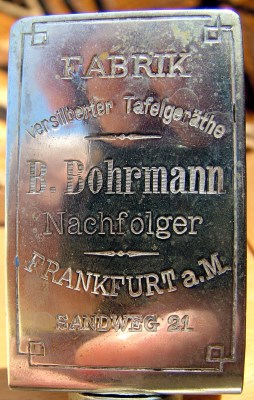 FABRIK
versilberter Tafelgeräthe
B. Bohrmann
Nachfolger
FRANKFURT a.M.
SANDWEG 21.